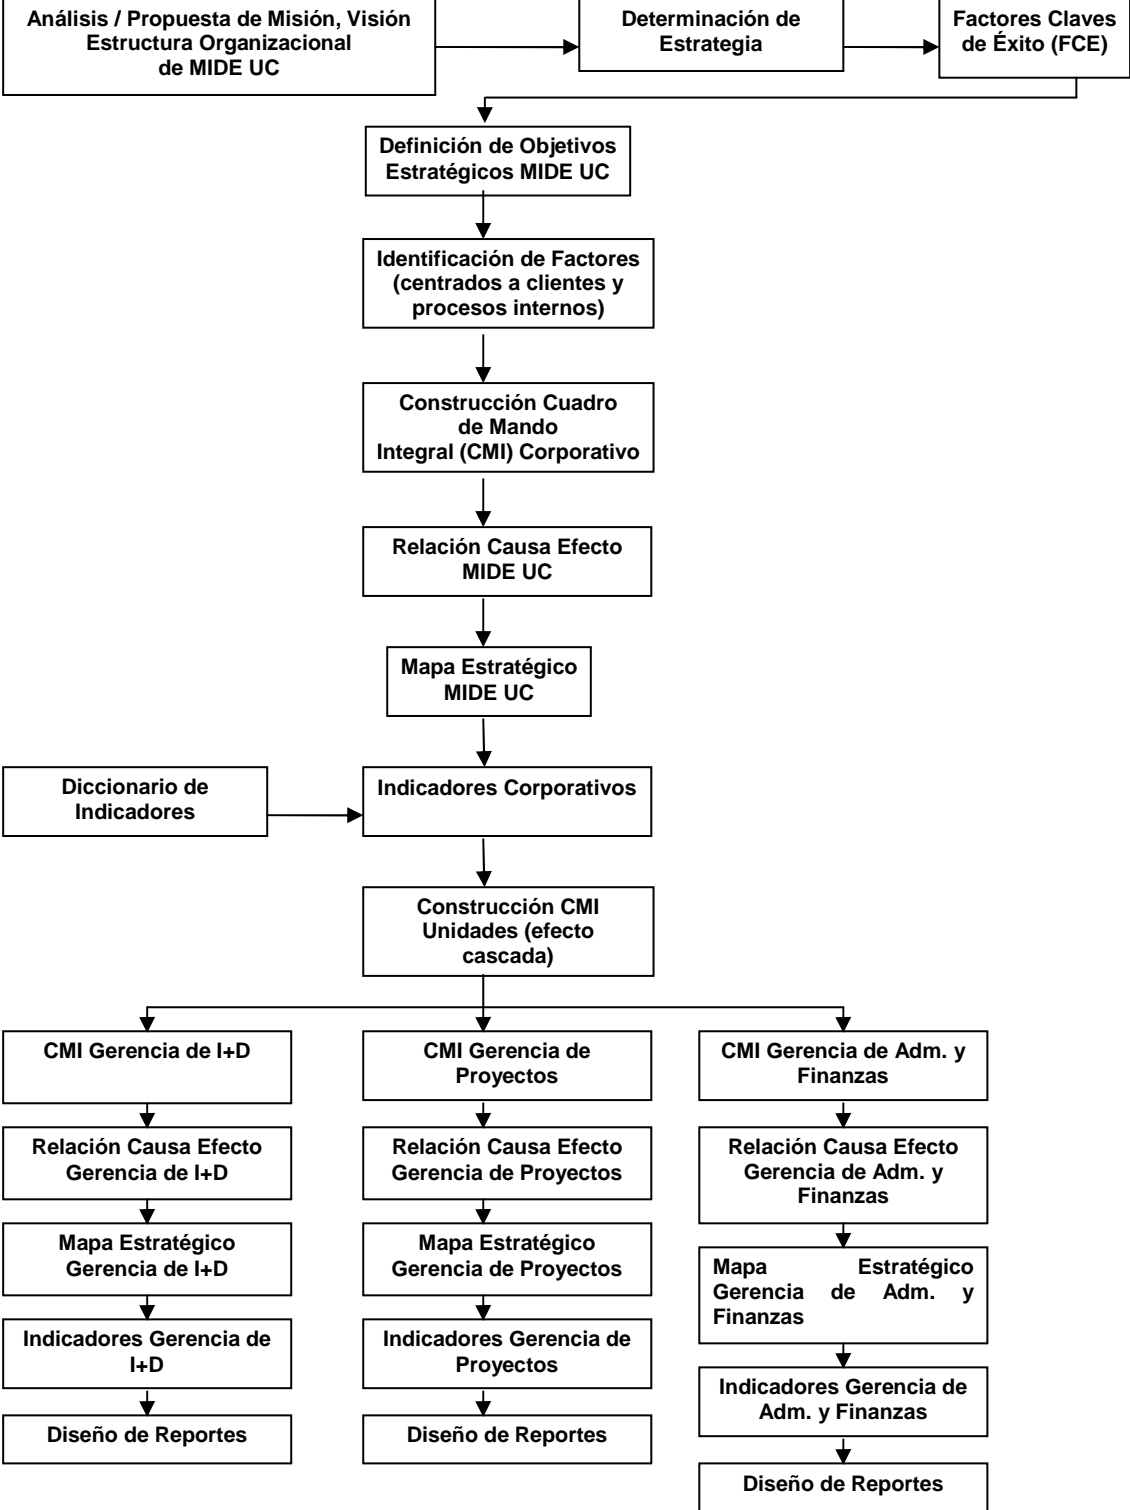 Análisis / Propuesta de Misión, Visión
Estructura Organizacional
de MIDE UC
Determinación de
Estrategia
Factores Claves
de Éxito (FCE)
Definición de Objetivos
Estratégicos MIDE UC
Identificación de Factores
(centrados a clientes y
procesos internos)
Construcción Cuadro
de Mando
Integral (CMI) Corporativo
Relación Causa Efecto
MIDE UC
Mapa Estratégico
MIDE UC
Diccionario de
Indicadores
Indicadores Corporativos
Construcción CMI
Unidades (efecto
cascada)
CMI Gerencia de I+D
Relación Causa Efecto
Gerencia de I+D
Mapa Estratégico
Gerencia de I+D
Indicadores Gerencia de
I+D
Diseño de Reportes
CMI Gerencia de
Proyectos
Relación Causa Efecto
Gerencia de Proyectos
Mapa Estratégico
Gerencia de Proyectos
Indicadores Gerencia de
Proyectos
Diseño de Reportes
CMI Gerencia de Adm. y
Finanzas
Relación Causa Efecto
Gerencia de Adm. y
Finanzas
Mapa Estratégico
Gerencia de Adm. y
Finanzas
Indicadores Gerencia de
Adm. y Finanzas
Diseño de Reportes